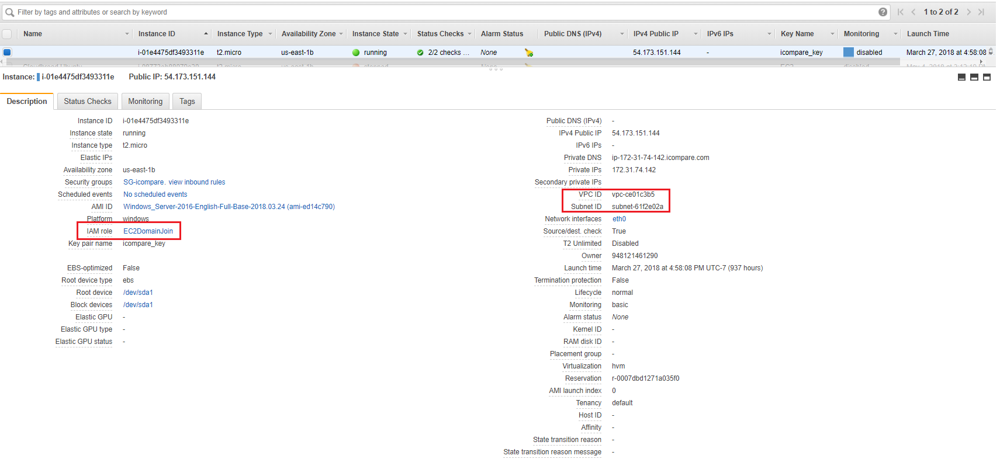 Filter by tags and attributes or search by keyword
1 to 2 of 2
Name Instance ID Instance Type Availability Zone Instance State Status Checks Alarm Status Public DNS (IPv4) IPv4 Public IP IPv6 IPs Key Name Monitoring Launch Time
i-01e4475df3493311e t2.micro us-east-1b running 2/2 checks ... None 54.173.151.144 - icompare_key disabled March 27, 2018 at 4:58:08
Instance: i-01e4475df3493311e Public IP: 54.173.151.144
Description Status Checks Monitoring Tags
Instance ID i-01e4475df3493311e
Instance state running
Instance type t2.micro
Elastic IPs
Availability zone us-east-1b
Security groups SG-icompare. view inbound rules
Scheduled events No scheduled events
AMI ID Windows_Server-2016-English-Full-Base-2018.03.24 (ami-ed14c790)
Platform windows
IAM role EC2DomainJoin
Key pair name icompare_key
EBS-optimized False
Root device type ebs
Root device /dev/sda1
Block devices /dev/sda1
Elastic GPU -
Elastic GPU type -
Elastic GPU status -
Public DNS (IPv4) -
IPv4 Public IP 54.173.151.144
IPv6 IPs -
Private DNS ip-172-31-74-142.icompare.com
Private IPs 172.31.74.142
Secondary private IPs
VPC ID vpc-ce01c3b5
Subnet ID subnet-61f2e02a
Network interfaces eth0
Source/dest. check True
T2 Unlimited Disabled
Owner 948121461290
Launch time March 27, 2018 at 4:58:08 PM UTC-7 (937 hours)
Termination protection False
Lifecycle normal
Monitoring basic
Alarm status None
Kernel ID -
RAM disk ID -
Placement group -
Virtualization hvm
Reservation r-0007dbd1271a035f0
AMI launch index 0
Tenancy default
Host ID -
Affinity -
State transition reason -
State transition reason message -